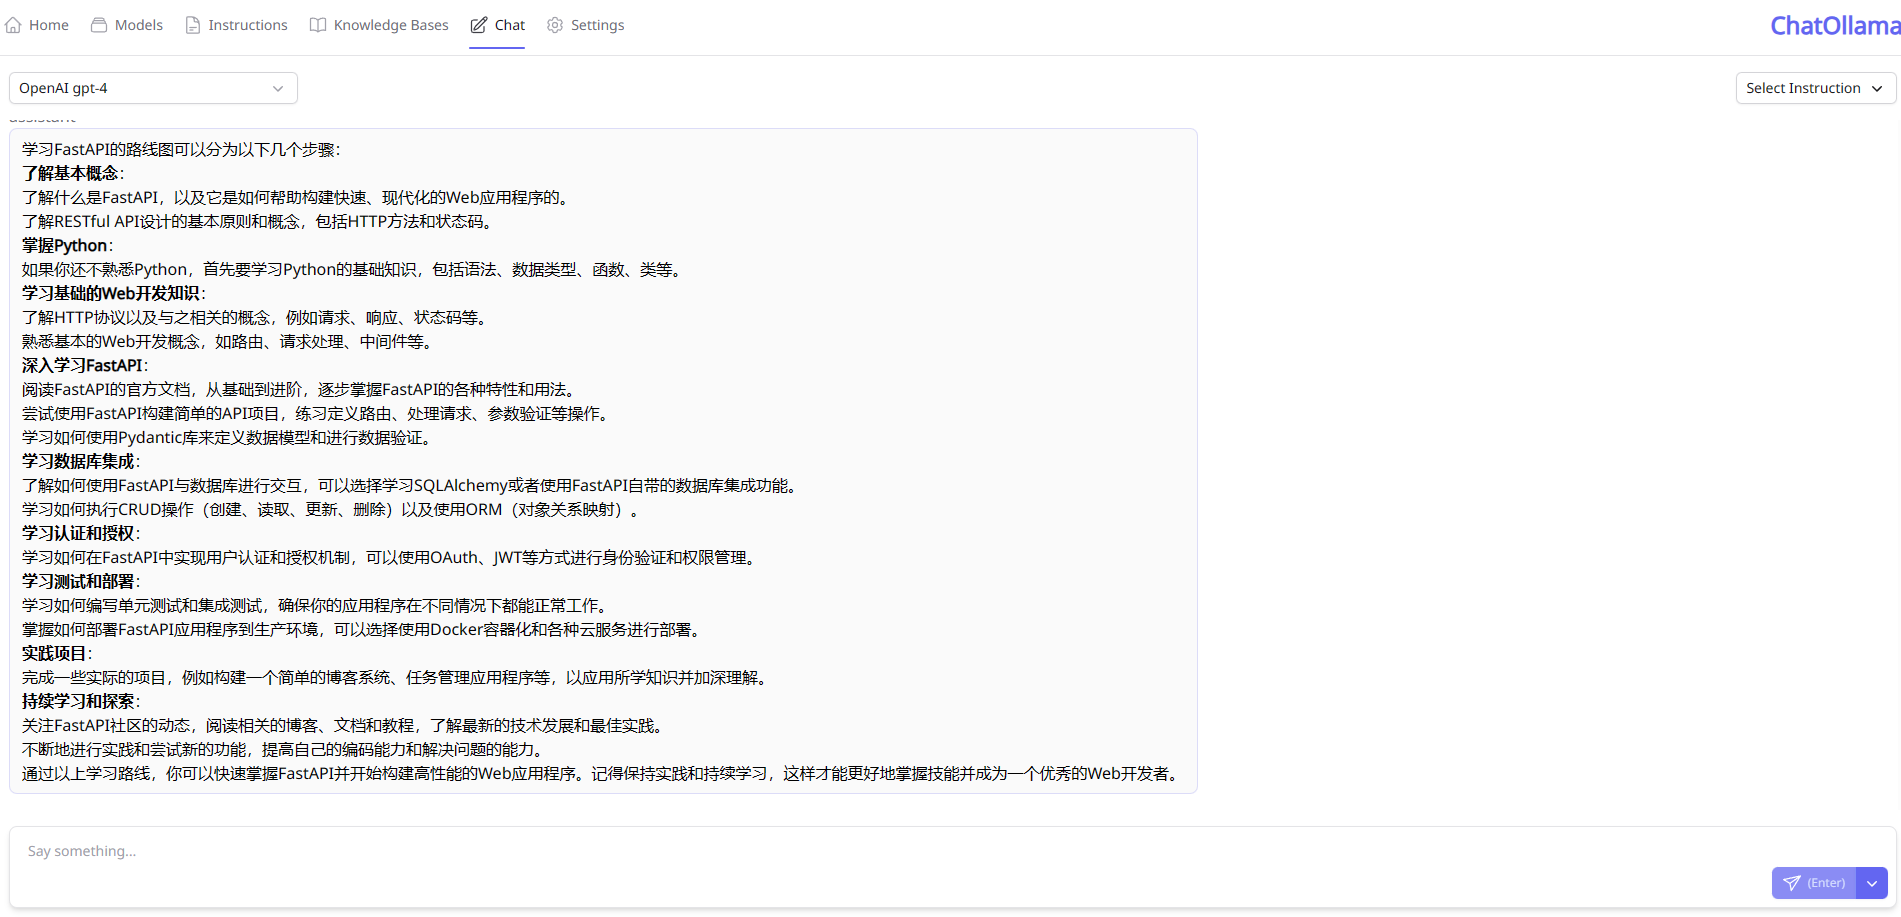 Home Models Instructions Knowledge Bases Chat Settings ChatOllama
OpenAI gpt-4 Select Instruction
assistant
学习FastAPI的路线图可以分为以下几个步骤：
了解基本概念：
了解什么是FastAPI，以及它是如何帮助构建快速、现代化的Web应用程序的。
了解RESTful API设计的基本原则和概念，包括HTTP方法和状态码。
掌握Python：
如果你还不熟悉Python，首先要学习Python的基础知识，包括语法、数据类型、函数、类等。
学习基础的Web开发知识：
了解HTTP协议以及与之相关的概念，例如请求、响应、状态码等。
熟悉基本的Web开发概念，如路由、请求处理、中间件等。
深入学习FastAPI：
阅读FastAPI的官方文档，从基础到进阶，逐步掌握FastAPI的各种特性和用法。
尝试使用FastAPI构建简单的API项目，练习定义路由、处理请求、参数验证等操作。
学习如何使用Pydantic库来定义数据模型和进行数据验证。
学习数据库集成：
了解如何使用FastAPI与数据库进行交互，可以选择学习SQLAlchemy或者使用FastAPI自带的数据库集成功能。
学习如何执行CRUD操作（创建、读取、更新、删除）以及使用ORM（对象关系映射）。
学习认证和授权：
学习如何在FastAPI中实现用户认证和授权机制，可以使用OAuth、JWT等方式进行身份验证和权限管理。
学习测试和部署：
学习如何编写单元测试和集成测试，确保你的应用程序在不同情况下都能正常工作。
掌握如何部署FastAPI应用程序到生产环境，可以选择使用Docker容器化和各种云服务进行部署。
实践项目：
完成一些实际的项目，例如构建一个简单的博客系统、任务管理应用程序等，以应用所学知识并加深理解。
持续学习和探索：
关注FastAPI社区的动态，阅读相关的博客、文档和教程，了解最新的技术发展和最佳实践。
不断地进行实践和尝试新的功能，提高自己的编码能力和解决问题的能力。
通过以上学习路线，你可以快速掌握FastAPI并开始构建高性能的Web应用程序。记得保持实践和持续学习，这样才能更好地掌握技能并成为一个优秀的Web开发者。
Say something...
(Enter)